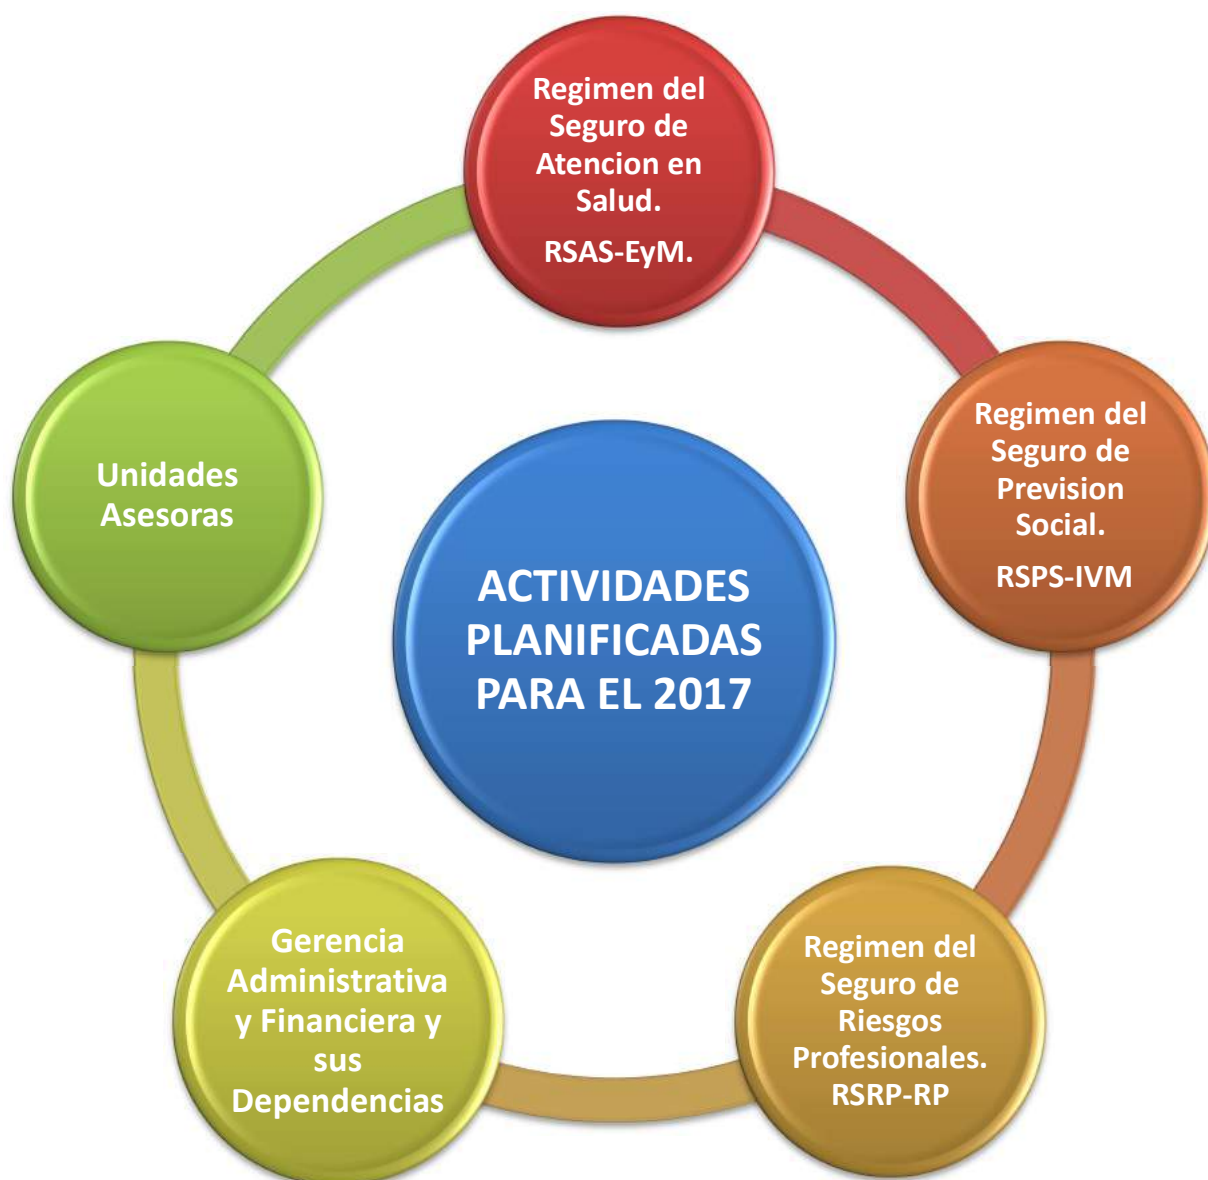 Regimen del
Seguro de
Atencion en
Salud.
RSAS-EyM.
Regimen del
Seguro de
Prevision
Social.
RSPS-IVM
Regimen del
Seguro de
Riesgos
Profesionales.
RSRP-RP
Gerencia
Administrativa
y Financiera y
sus
Dependencias
Unidades
Asesoras
ACTIVIDADES
PLANIFICADAS
PARA EL 2017